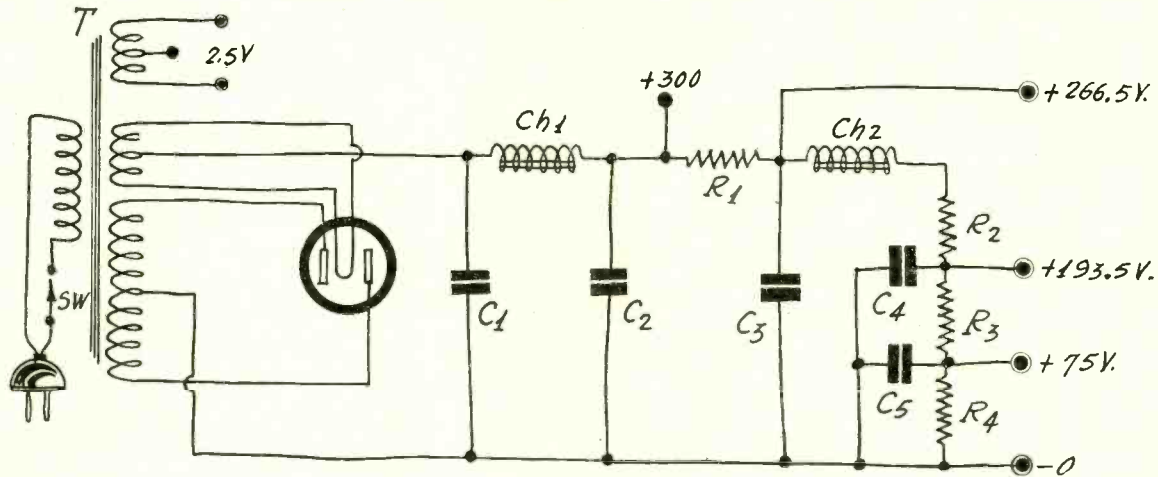 T
2.5V
+300
+266.5V.
Ch1
Ch2
R1
R2
SW
C1
C2
C3
C4
+193.5V.
R3
C5
+75V.
R4
-0